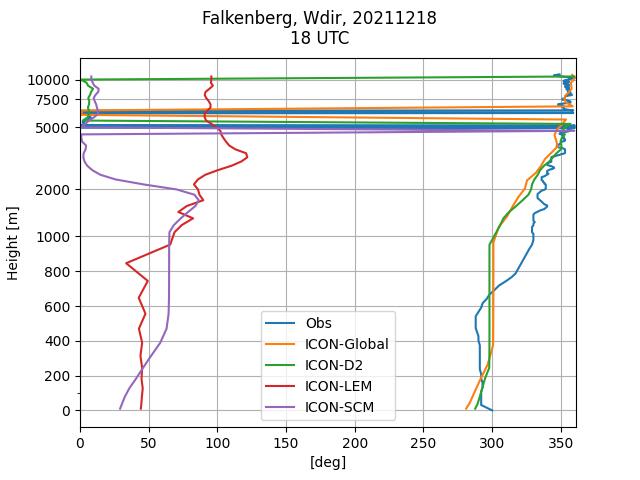 Falkenberg, Wdir, 20211218
18 UTC
10000
7500
5000
2000
1000
800
600
400
200
0
Height [m]
Obs
ICON-Global
ICON-D2
ICON-LEM
ICON-SCM
0 50 100 150 200 250 300 350
[deg]